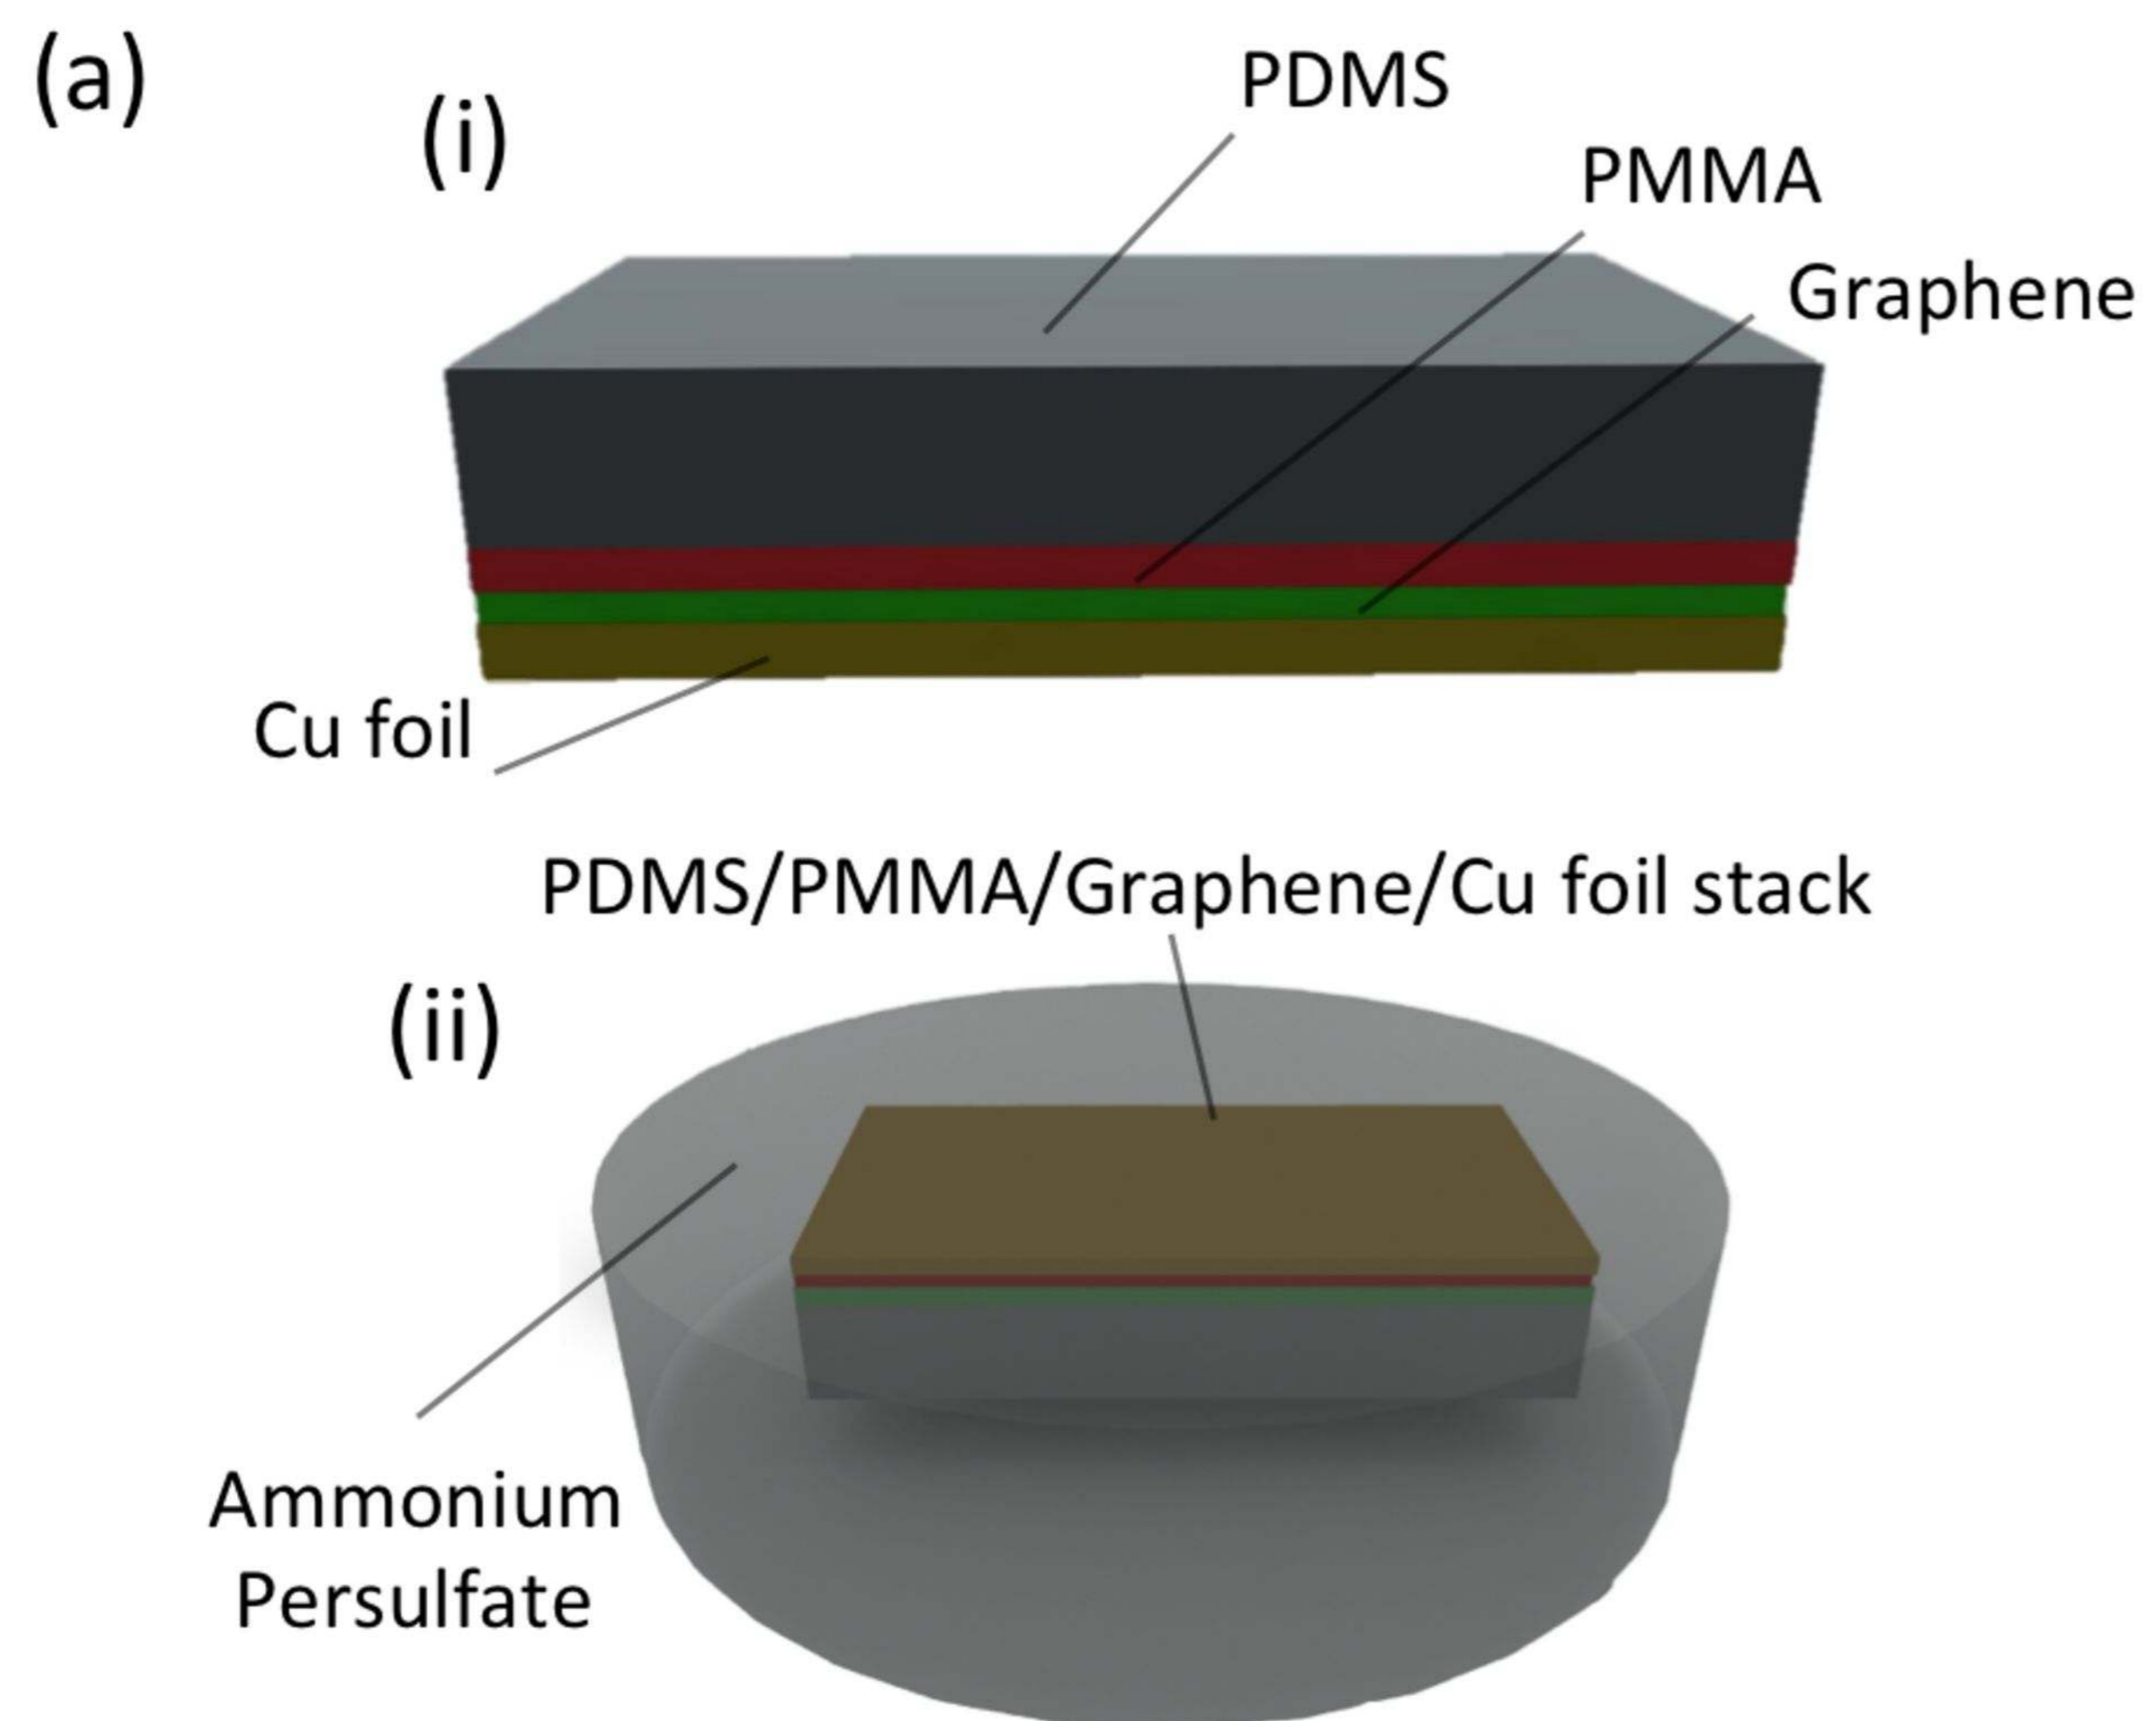 (a)
(i)
PDMS
PMMA
Graphene
Cu foil
PDMS/PMMA/Graphene/Cu foil stack
(ii)
Ammonium
Persulfate